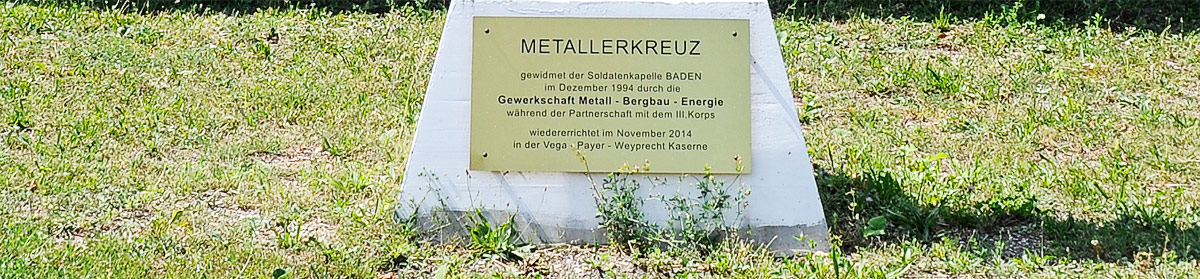 METALLERKREUZ
gewidmet der Soldatenkapelle BADEN
im Dezember 1994 durch die
Gewerkschaft Metall - Bergbau - Energie
während der Partnerschaft mit dem III.Korps
wiedererrichtet im November 2014
in der Vega - Payer - Weyprecht Kaserne